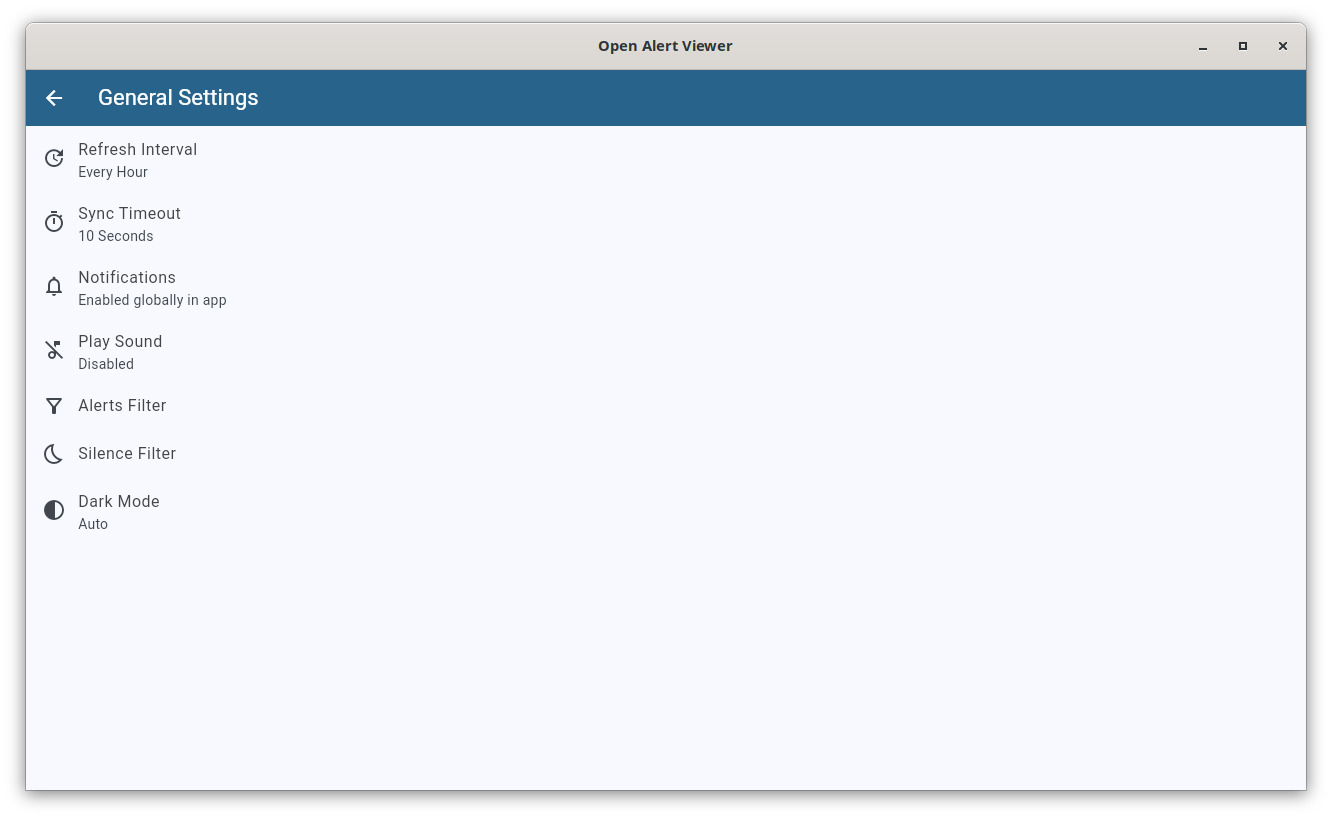 Open Alert Viewer
General Settings
Refresh Interval
Every Hour
Sync Timeout
10 Seconds
Notifications
Enabled globally in app
Play Sound
Disabled
Alerts Filter
Silence Filter
Dark Mode
Auto